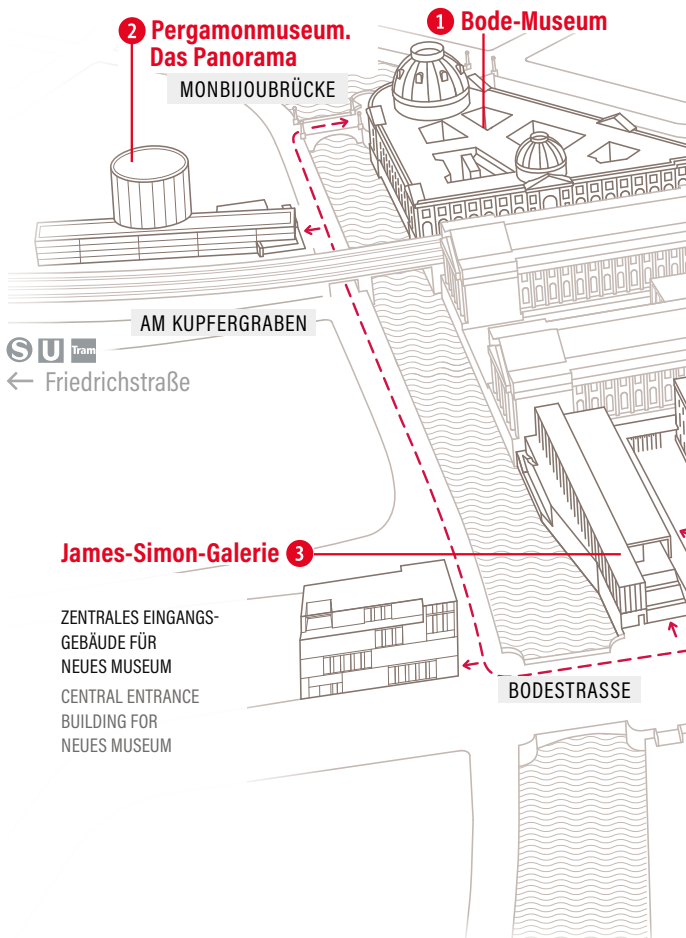 2 Pergamonmuseum.
Das Panorama
1 Bode-Museum
MONBIJOUBRÜCKE
AM KUPFERGRABEN
S U Tram
← Friedrichstraße
James-Simon-Galerie 3
ZENTRALES EINGANGS-
GEBÄUDE FÜR
NEUES MUSEUM
CENTRAL ENTRANCE
BUILDING FOR
NEUES MUSEUM
BODESTRASSE